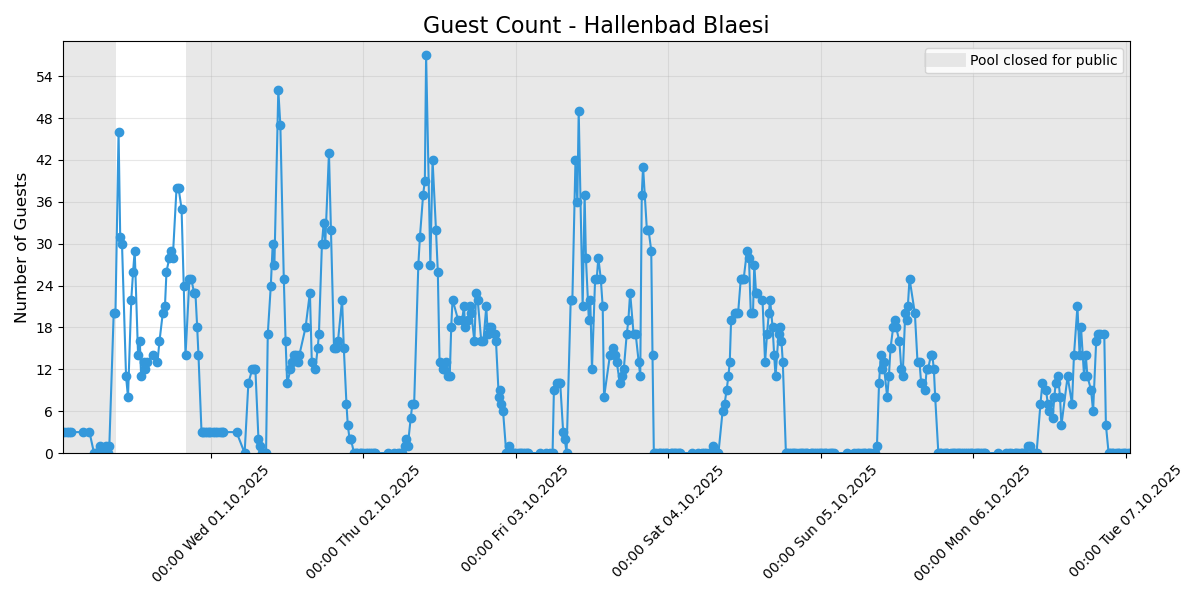 Guest Count - Hallenbad Blaesi
Pool closed for public
Number of Guests
54
48
42
36
30
24
18
12
6
0
00:00 Wed 01.10.2025
00:00 Thu 02.10.2025
00:00 Fri 03.10.2025
00:00 Sat 04.10.2025
00:00 Sun 05.10.2025
00:00 Mon 06.10.2025
00:00 Tue 07.10.2025